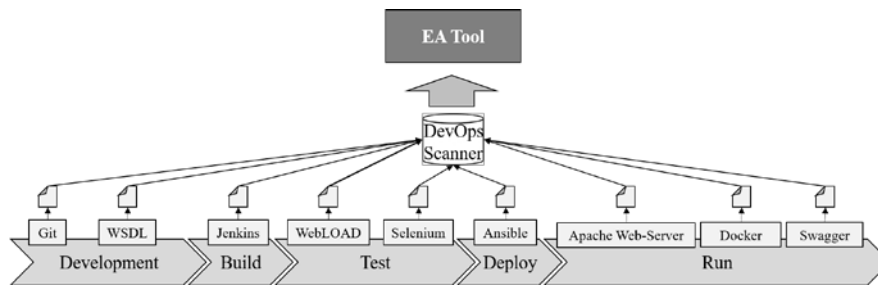 EA Tool
DevOps
Scanner
Git
WSDL
Jenkins
WebLOAD
Selenium
Ansible
Apache Web-Server
Docker
Swagger
Development
Build
Test
Deploy
Run